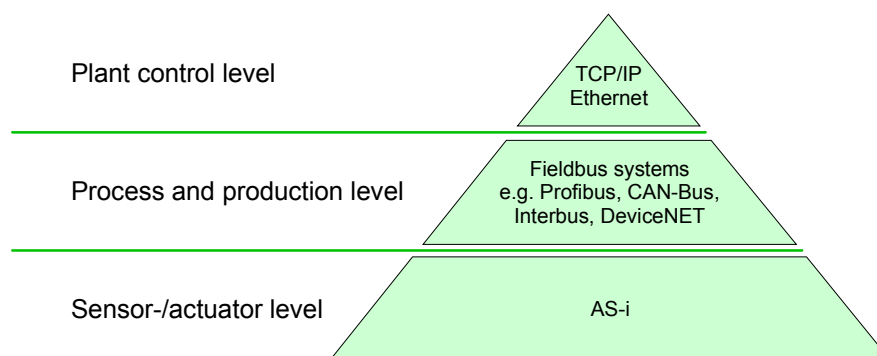 Plant control level
TCP/IP
Ethernet
Process and production level
Fieldbus systems
e.g. Profibus, CAN-Bus,
Interbus, DeviceNET
Sensor-/actuator level
AS-i